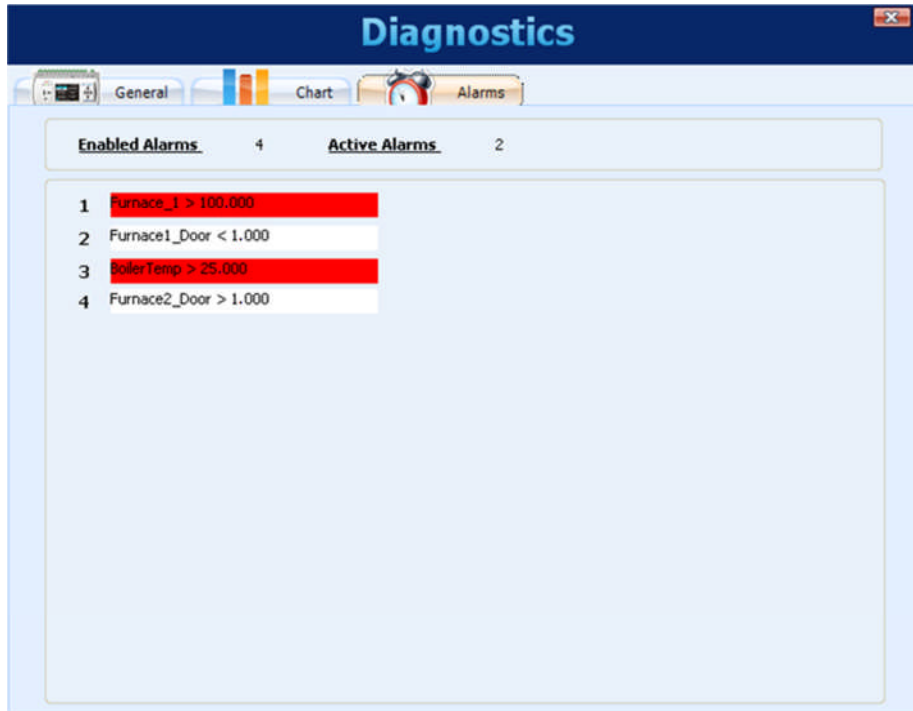 Diagnostics
General Chart Alarms
Enabled Alarms 4 Active Alarms 2
1 Furnace_1 > 100.000
2 Furnace1_Door < 1.000
3 BoilerTemp > 25.000
4 Furnace2_Door > 1.000